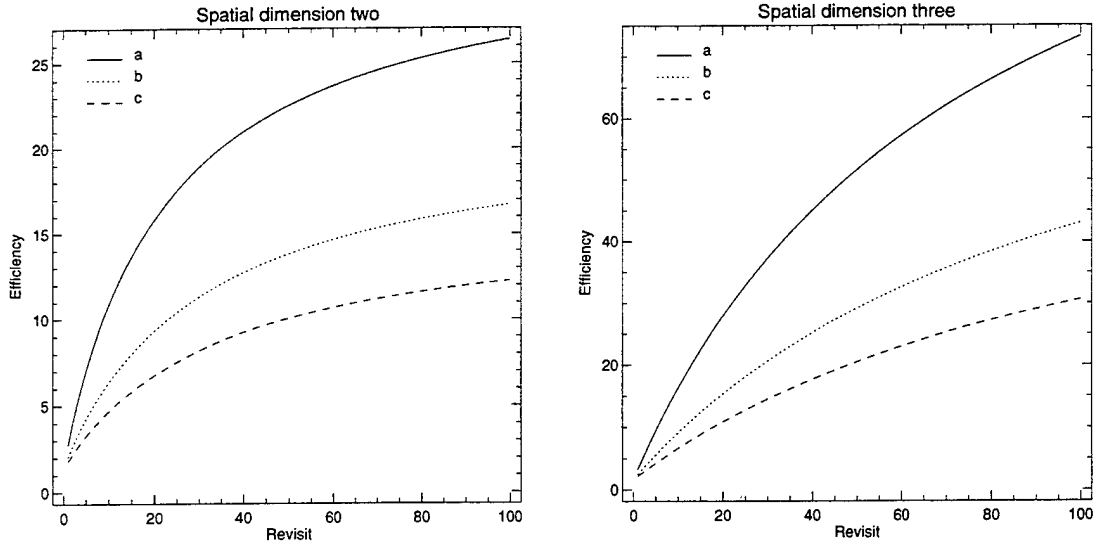 Spatial dimension two
a
b
c
25
20
15
10
5
0
Efficiency
0 20 40 60 80 100
Revisit
Spatial dimension three
a
b
c
60
40
20
0
Efficiency
0 20 40 60 80 100
Revisit